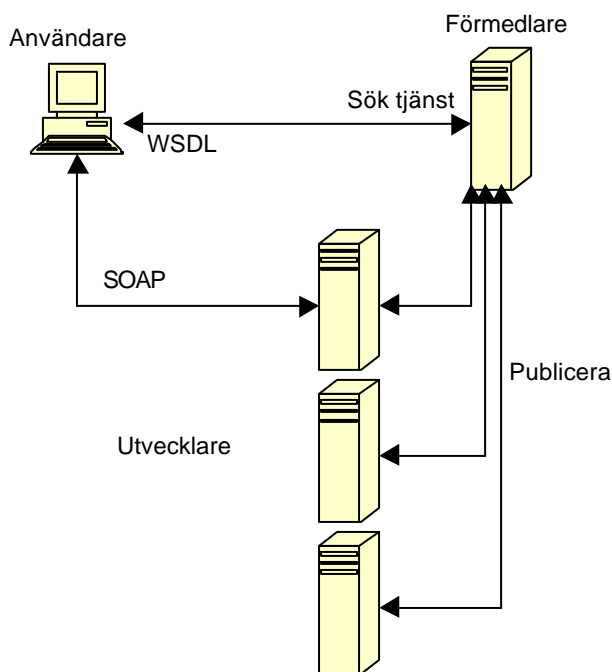 Förmedlare
Användare
Sök tjänst
WSDL
SOAP
Publicera
Utvecklare